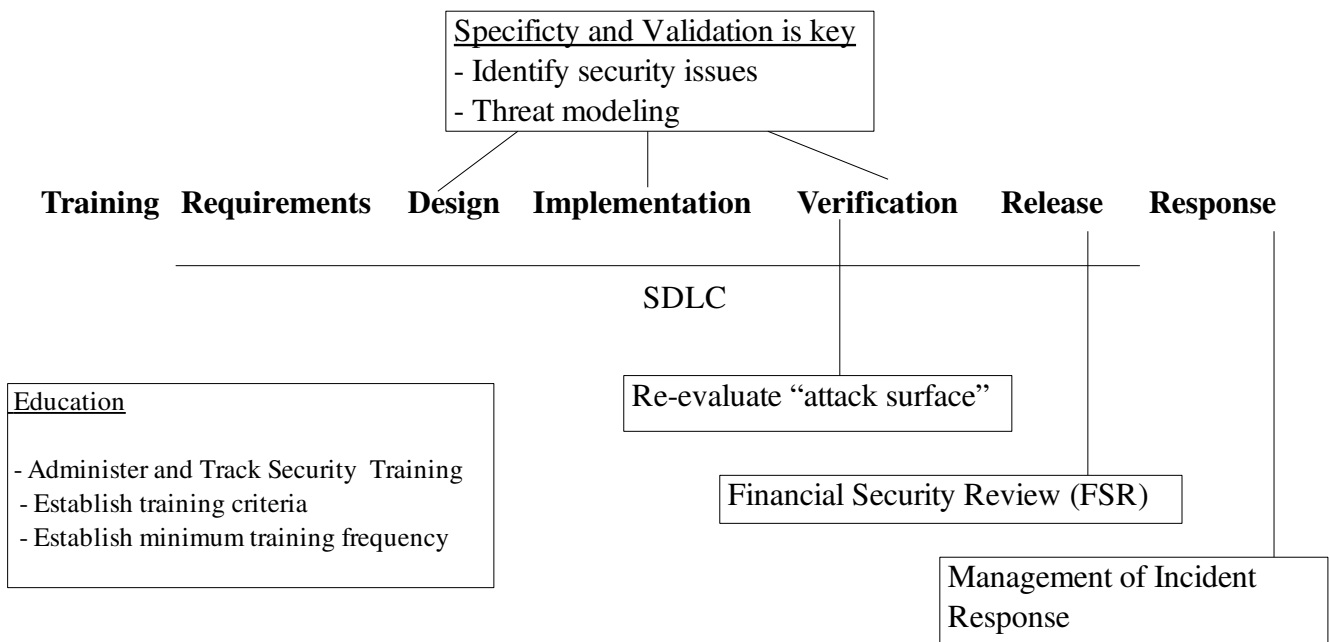 Specificty and Validation is key
- Identify security issues
- Threat modeling
Training Requirements Design Implementation Verification Release Response
SDLC
Education
- Administer and Track Security Training
- Establish training criteria
- Establish minimum training frequency
Re-evaluate “attack surface”
Financial Security Review (FSR)
Management of Incident
Response